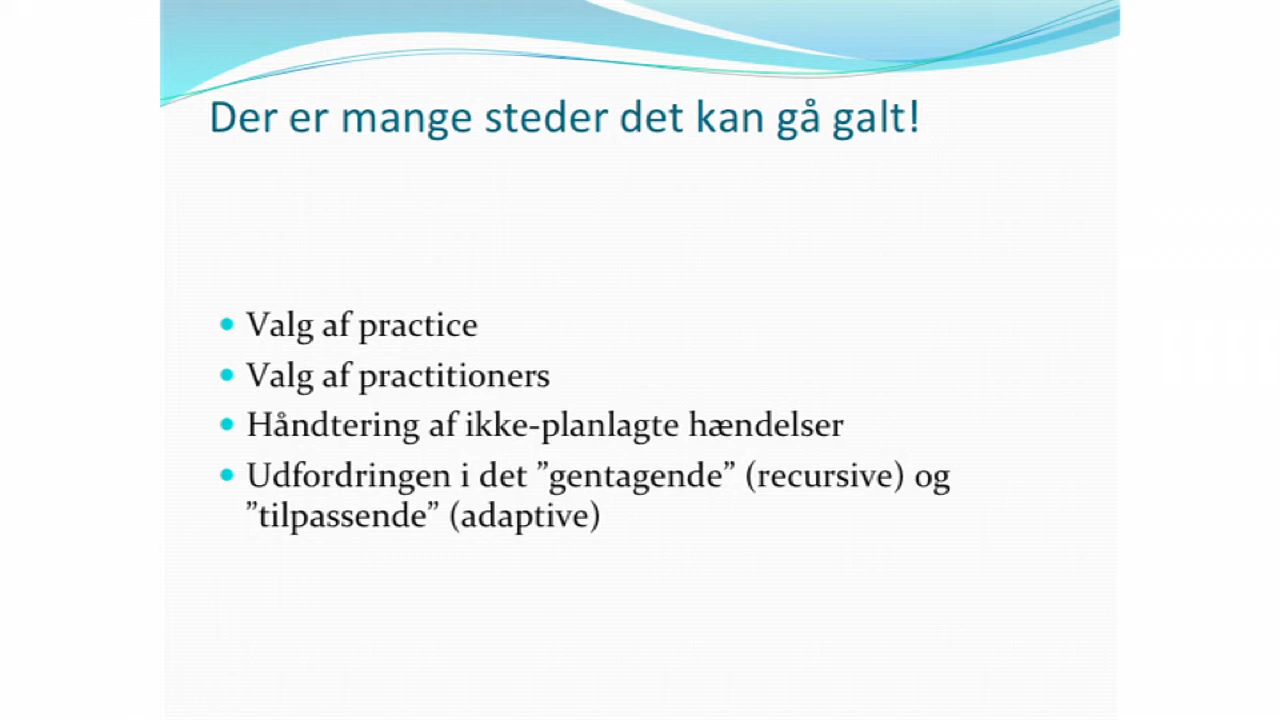 Der er mange steder det kan gå galt!
• Valg af practice
• Valg af practitioners
• Håndtering af ikke-planlagte hændelser
• Udfordringen i det ”gentagende” (recursive) og
”tilpassende” (adaptive)